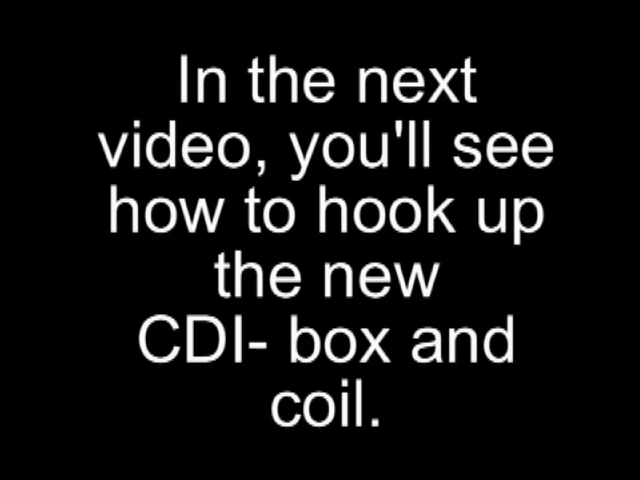 In the next
video, you'll see
how to hook up
the new
CDI- box and
coil.